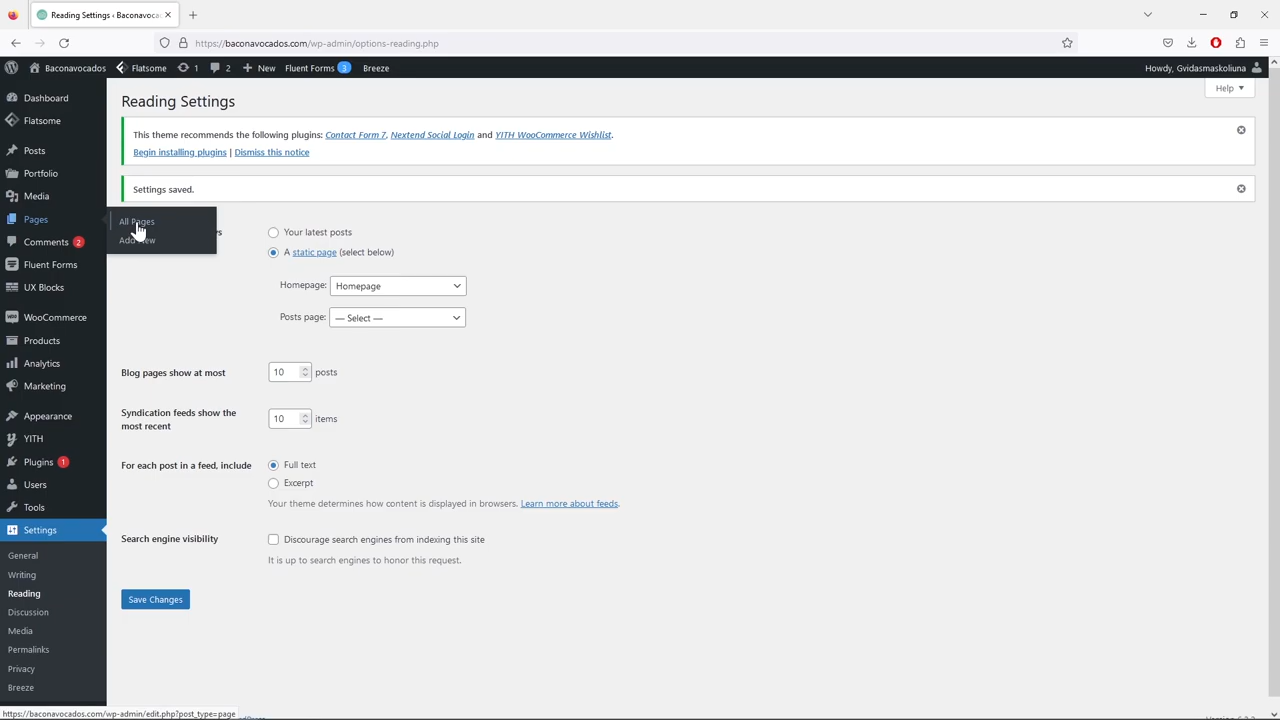 Reading Settings ‹ Baconavoca
https://baconavocados.com/wp-admin/options-reading.php
Baconavocados
Flatsome
1
2
New
Fluent Forms 3
Breeze
Howdy, Gvidasmaskoliuna
Dashboard
Flatsome
Posts
Portfolio
Media
Pages
Comments 2
Fluent Forms
UX Blocks
WooCommerce
Products
Analytics
Marketing
Appearance
YITH
Plugins 1
Users
Tools
Settings
General
Writing
Reading
Discussion
Media
Permalinks
Privacy
Breeze
All Pages
Add New
Reading Settings
Help
This theme recommends the following plugins: Contact Form 7, Nextend Social Login and YITH WooCommerce Wishlist.
Begin installing plugins | Dismiss this notice
Settings saved.
Your latest posts
A static page (select below)
Homepage: Homepage
Posts page: — Select —
Blog pages show at most 10 posts
Syndication feeds show the
most recent
10 items
For each post in a feed, include
Full text
Excerpt
Your theme determines how content is displayed in browsers. Learn more about feeds.
Search engine visibility
Discourage search engines from indexing this site
It is up to search engines to honor this request.
Save Changes
https://baconavocados.com/wp-admin/edit.php?post_type=page